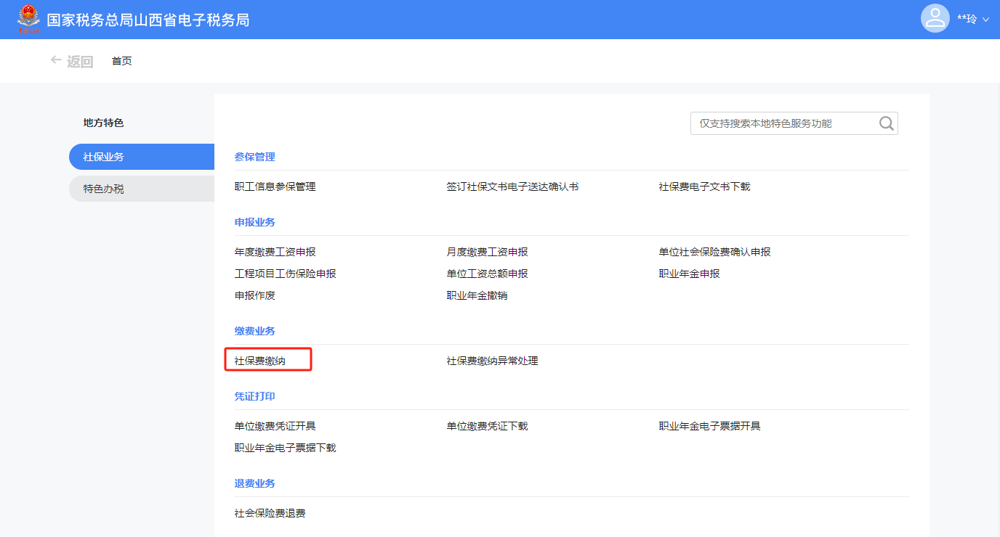 国家税务总局山西省电子税务局
**玲
返回 首页
地方特色
社保业务
特色办税
仅支持搜索本地特色服务功能
参保管理
职工信息参保管理 签订社保文书电子送达确认书 社保费电子文书下载
申报业务
年度缴费工资申报 月度缴费工资申报 单位社会保险费确认申报
工程项目工伤保险申报 单位工资总额申报 职业年金申报
申报作废 职业年金撤销
缴费业务
社保费缴纳 社保费缴纳异常处理
凭证打印
单位缴费凭证开具 单位缴费凭证下载 职业年金电子票据开具
职业年金电子票据下载
退费业务
社会保险费退费